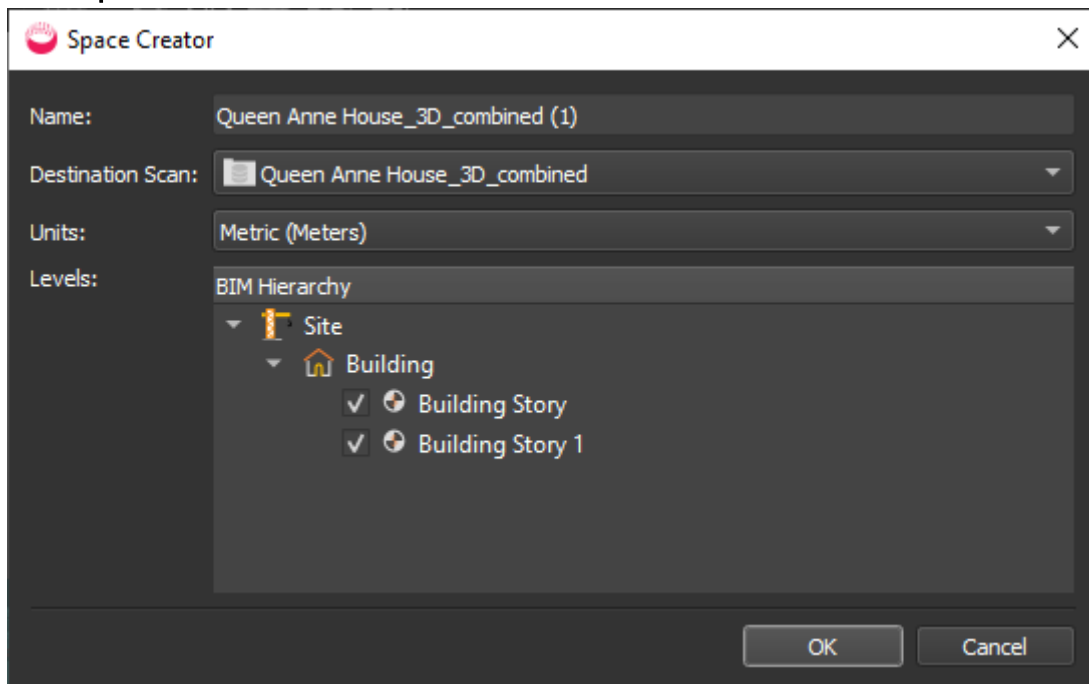 Space Creator
Name: Queen Anne House_3D_combined (1)
Destination Scan: Queen Anne House_3D_combined
Units: Metric (Meters)
Levels: BIM Hierarchy
Site
Building
Building Story
Building Story 1
OK Cancel